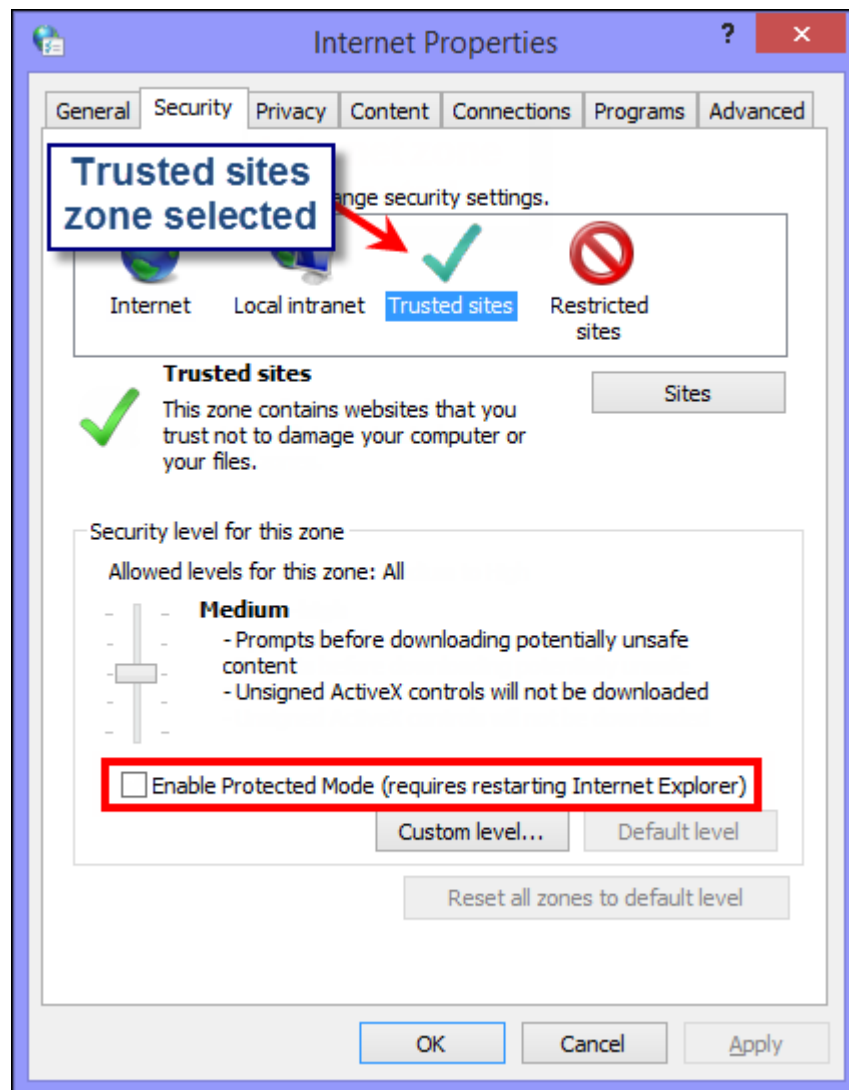 Internet Properties
?
General Security Privacy Content Connections Programs Advanced
Trusted sites
zone selected
ange security settings.
Internet Local intranet Trusted sites Restricted
sites
Trusted sites
Sites
This zone contains websites that you
trust not to damage your computer or
your files.
Security level for this zone
Allowed levels for this zone: All
Medium
- Prompts before downloading potentially unsafe
content
- Unsigned ActiveX controls will not be downloaded
Enable Protected Mode (requires restarting Internet Explorer)
Custom level... Default level
Reset all zones to default level
OK Cancel Apply